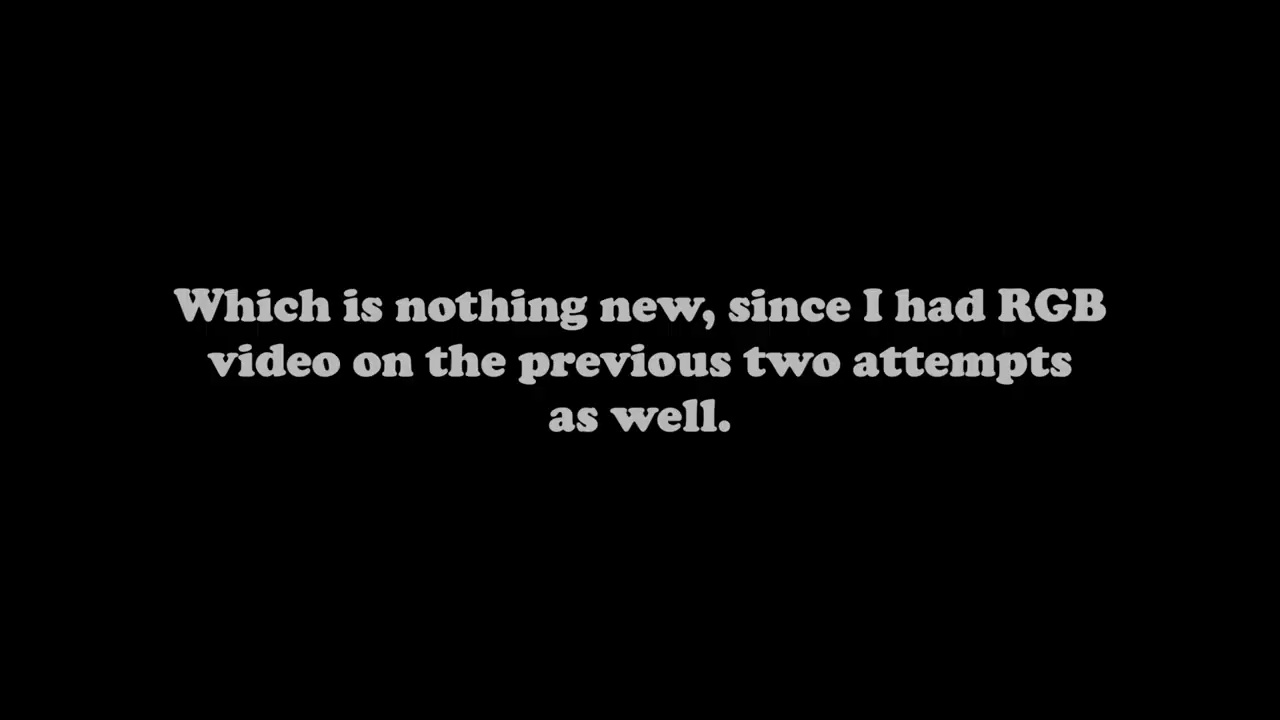 Which is nothing new, since I had RGB
video on the previous two attempts
as well.